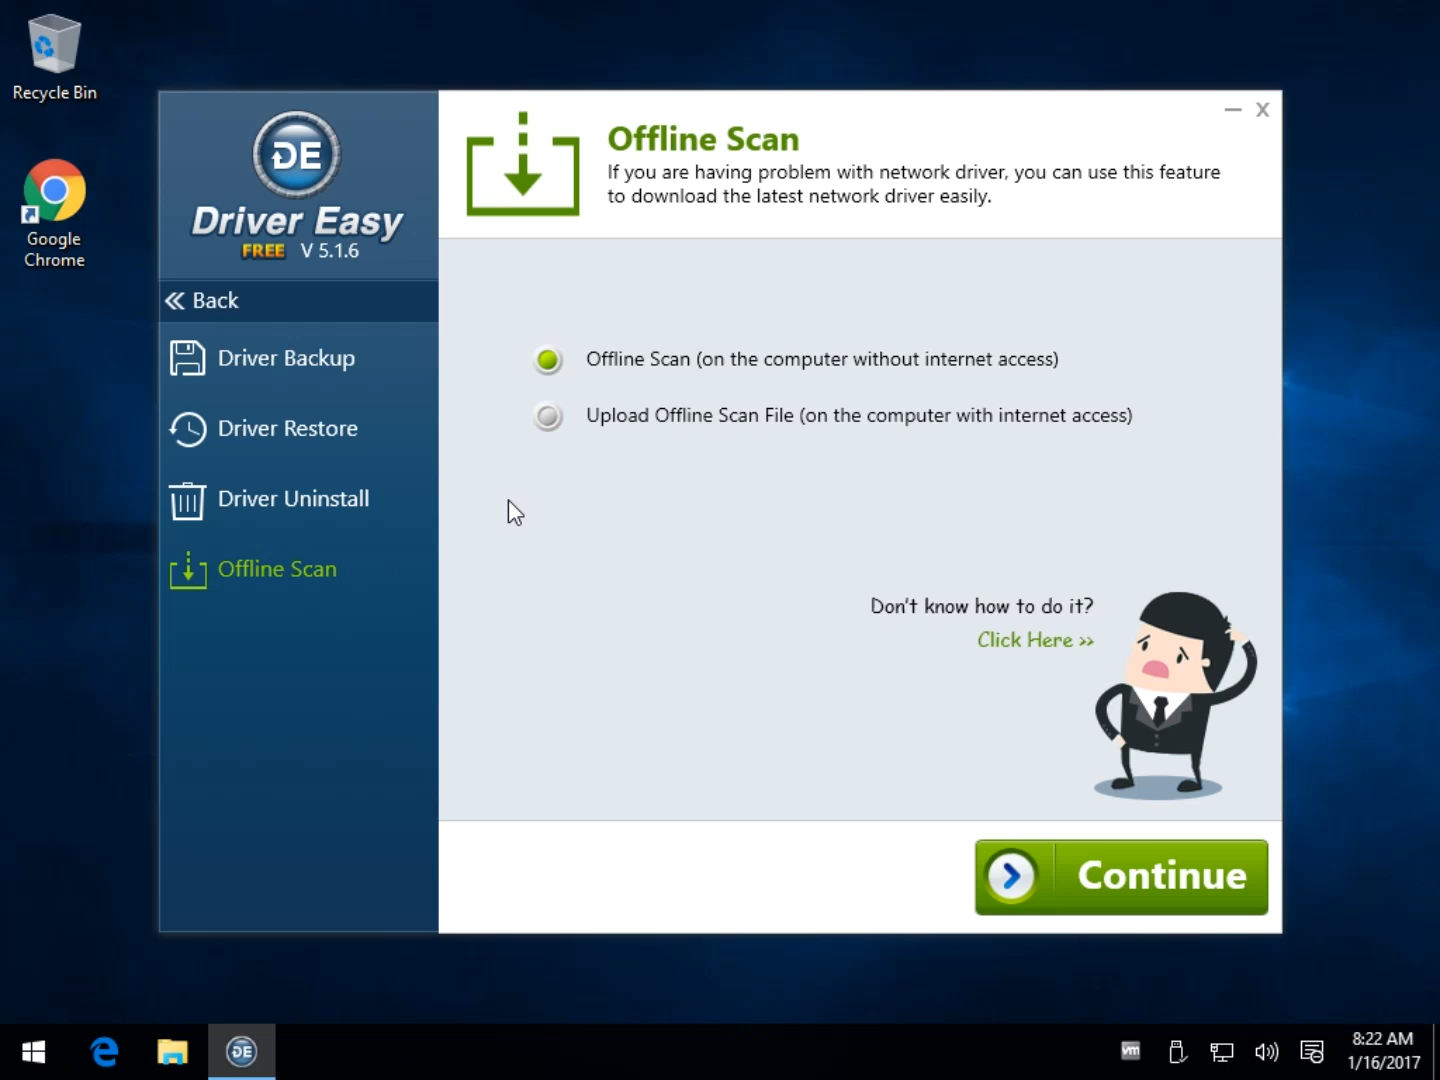 Recycle Bin
Google
Chrome
DE
Driver Easy
FREE V 5.1.6
Back
Driver Backup
Driver Restore
Driver Uninstall
Offline Scan
Offline Scan
If you are having problem with network driver, you can use this feature
to download the latest network driver easily.
X
Offline Scan (on the computer without internet access)
Upload Offline Scan File (on the computer with internet access)
Don't know how to do it?
Click Here >>
Continue
DE
vm
8:22 AM
1/16/2017